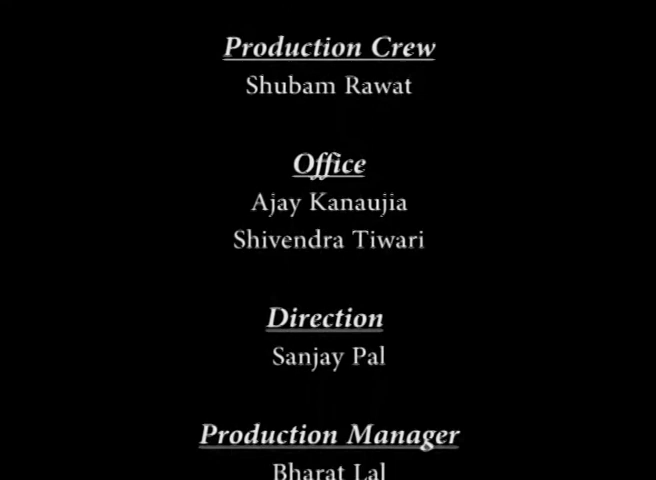 Production Crew
Shubam Rawat
Office
Ajay Kanaujia
Shivendra Tiwari
Direction
Sanjay Pal
Production Manager
Bharat Lal